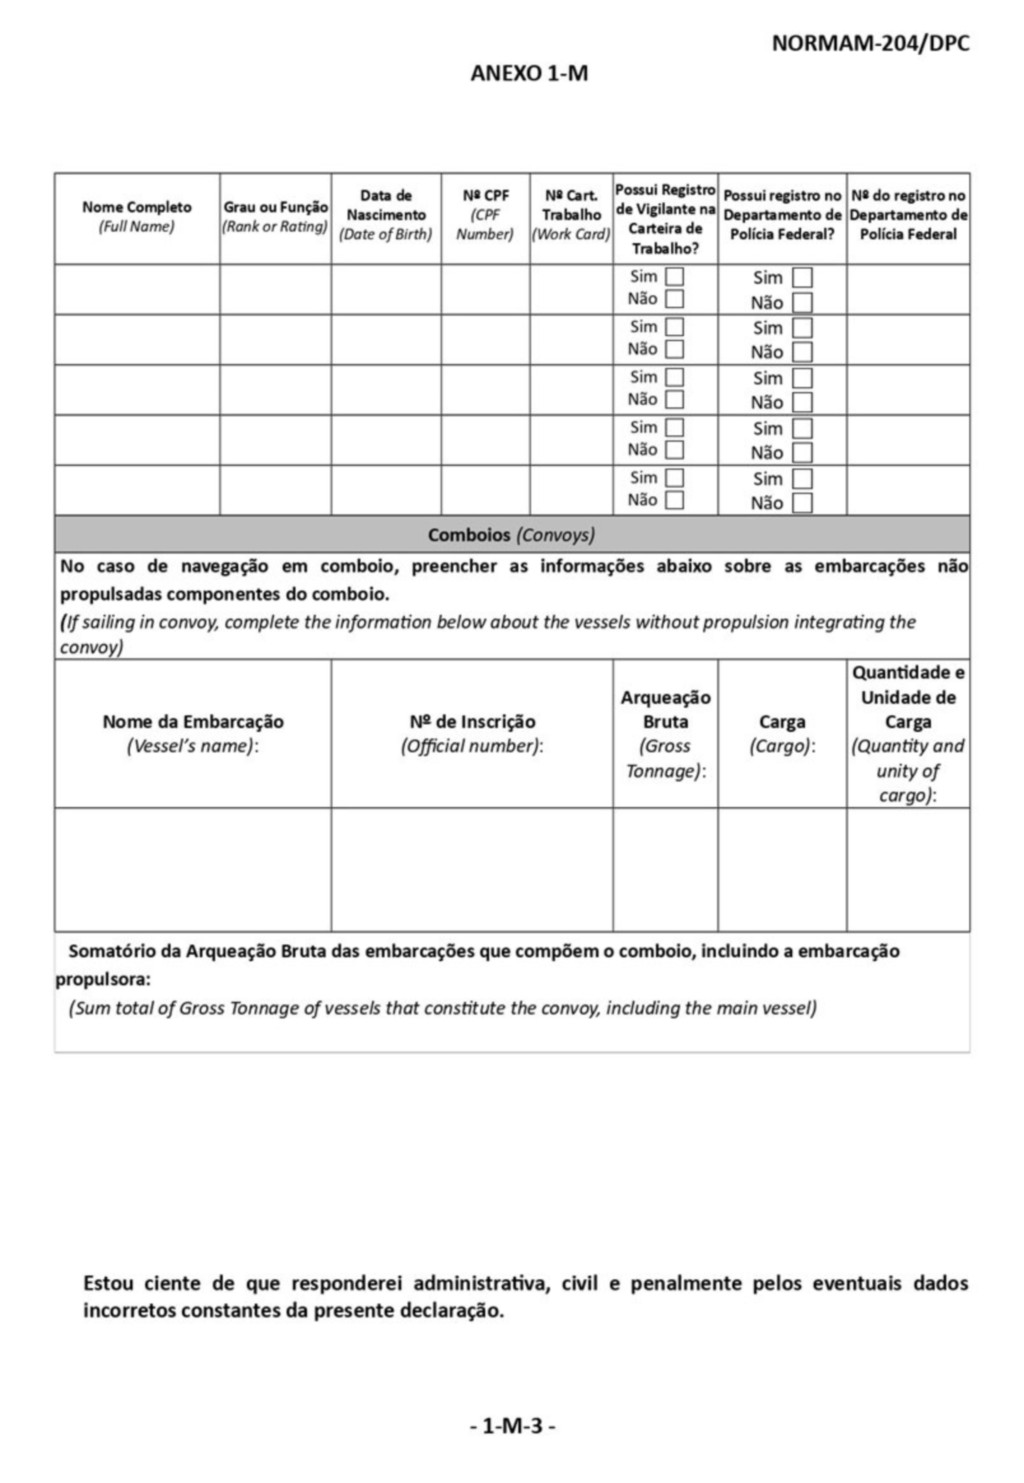 NORMAM-204/DPC
ANEXO 1-M
Nome Completo
(Full Name)
Grau ou Função
(Rank or Rating)
Data de
Nascimento
(Date of Birth)
Nº CPF
(CPF
Number)
Nº Cart.
Trabalho
(Work Card)
Possui Registro
de Vigilante na
Carteira de
Trabalho?
Possui registro no
Departamento de
Polícia Federal?
Nº do registro no
Departamento de
Polícia Federal
Sim
Não
Sim
Não
Sim
Não
Sim
Não
Sim
Não
Sim
Não
Sim
Não
Sim
Não
Sim
Não
Sim
Não
Comboios (Convoys)
No caso de navegação em comboio, preencher as informações abaixo sobre as embarcações não
propulsadas componentes do comboio.
(If sailing in convoy, complete the information below about the vessels without propulsion integrating the
convoy)
Nome da Embarcação
(Vessel’s name):
Nº de Inscrição
(Official number):
Arqueação
Bruta
(Gross
Tonnage):
Carga
(Cargo):
Quantidade e
Unidade de
Carga
(Quantity and
unity of
cargo):
Somatório da Arqueação Bruta das embarcações que compõem o comboio, incluindo a embarcação
propulsora:
(Sum total of Gross Tonnage of vessels that constitute the convoy, including the main vessel)
Estou ciente de que responderei administrativa, civil e penalmente pelos eventuais dados
incorretos constantes da presente declaração.
- 1-M-3 -